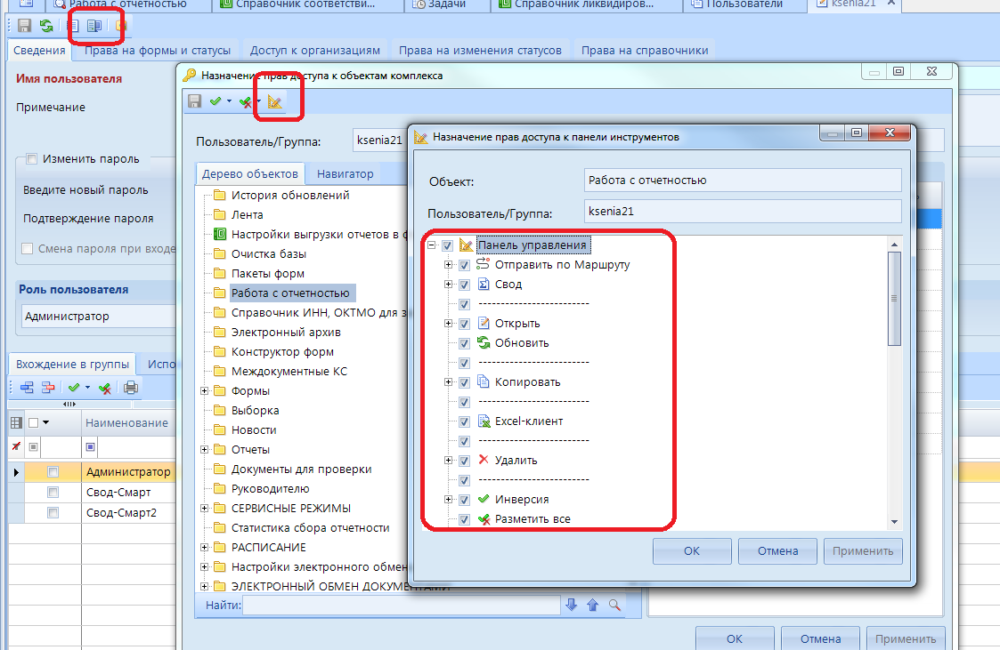 Работа с отчетностью
Справочник соответстви...
Задачи
Справочник ликвидиров...
Пользователи
ksenia21
Сведения
Права на формы и статусы
Доступ к организациям
Права на изменения статусов
Права на справочники
Имя пользователя
Примечание
Изменить пароль
Введите новый пароль
Подтверждение пароля
Смена пароля при входе
Роль пользователя
Администратор
Вхождение в группы
Испо
Наименование
Администратор
Свод-Смарт
Свод-Смарт2
Назначение прав доступа к объектам комплекса
Пользователь/Группа:
ksenia21
Дерево объектов
Навигатор
История обновлений
Лента
Настройки выгрузки отчетов в ф
Очистка базы
Пакеты форм
Работа с отчетностью
Справочник ИНН, ОКТМО для з
Электронный архив
Конструктор форм
Междокументные КС
Формы
Выборка
Новости
Отчеты
Документы для проверки
Руководителю
СЕРВИСНЫЕ РЕЖИМЫ
Статистика сбора отчетности
РАСПИСАНИЕ
Настройки электронного обмен
ЭЛЕКТРОННЫЙ ОБМЕН ДОКУМЕНТАМИ
Найти:
ОК
Отмена
Применить
Назначение прав доступа к панели инструментов
Объект:
Работа с отчетностью
Пользователь/Группа:
ksenia21
Панель управления
Отправить по Маршруту
Свод
-------------------------
Открыть
Обновить
-------------------------
Копировать
-------------------------
Excel-клиент
-------------------------
Удалить
-------------------------
Инверсия
Разметить все
ОК
Отмена
Применить